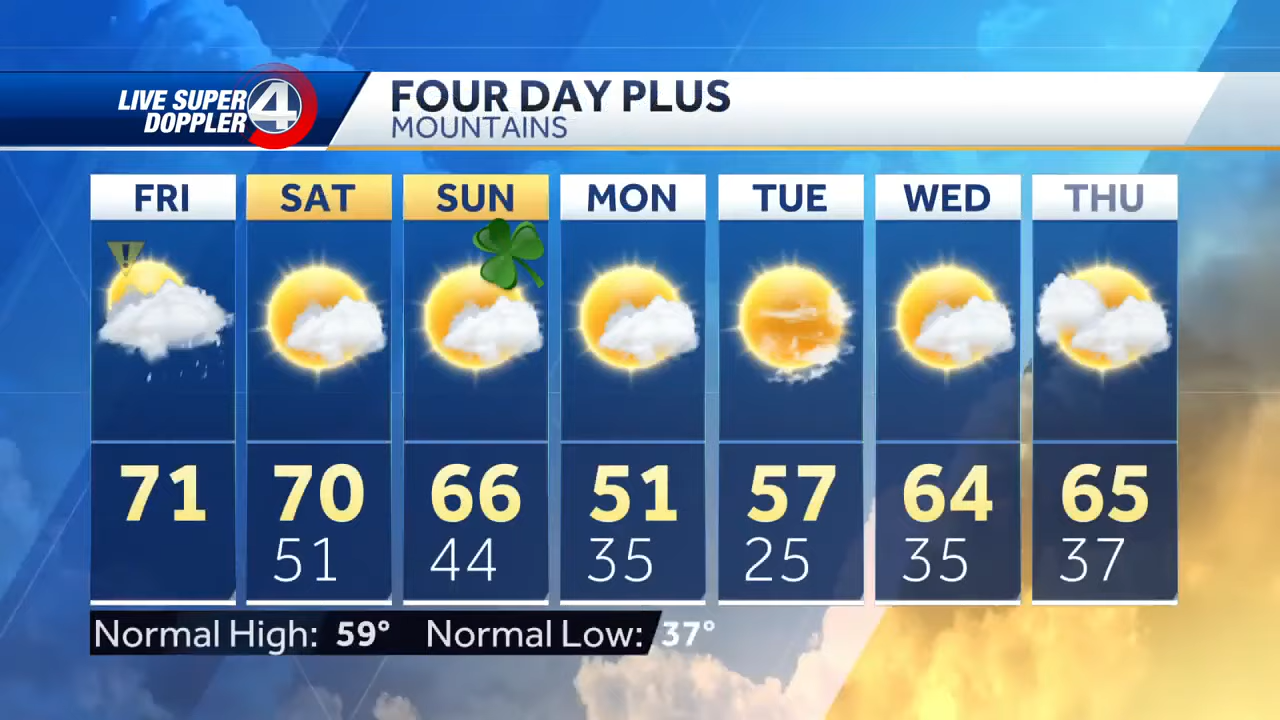 LIVE SUPER
DOPPLER 4
FOUR DAY PLUS
MOUNTAINS
FRI SAT SUN MON TUE WED THU
!
71 70 66 51 57 64 65
51 44 35 25 35 37
Normal High: 59° Normal Low: 37°